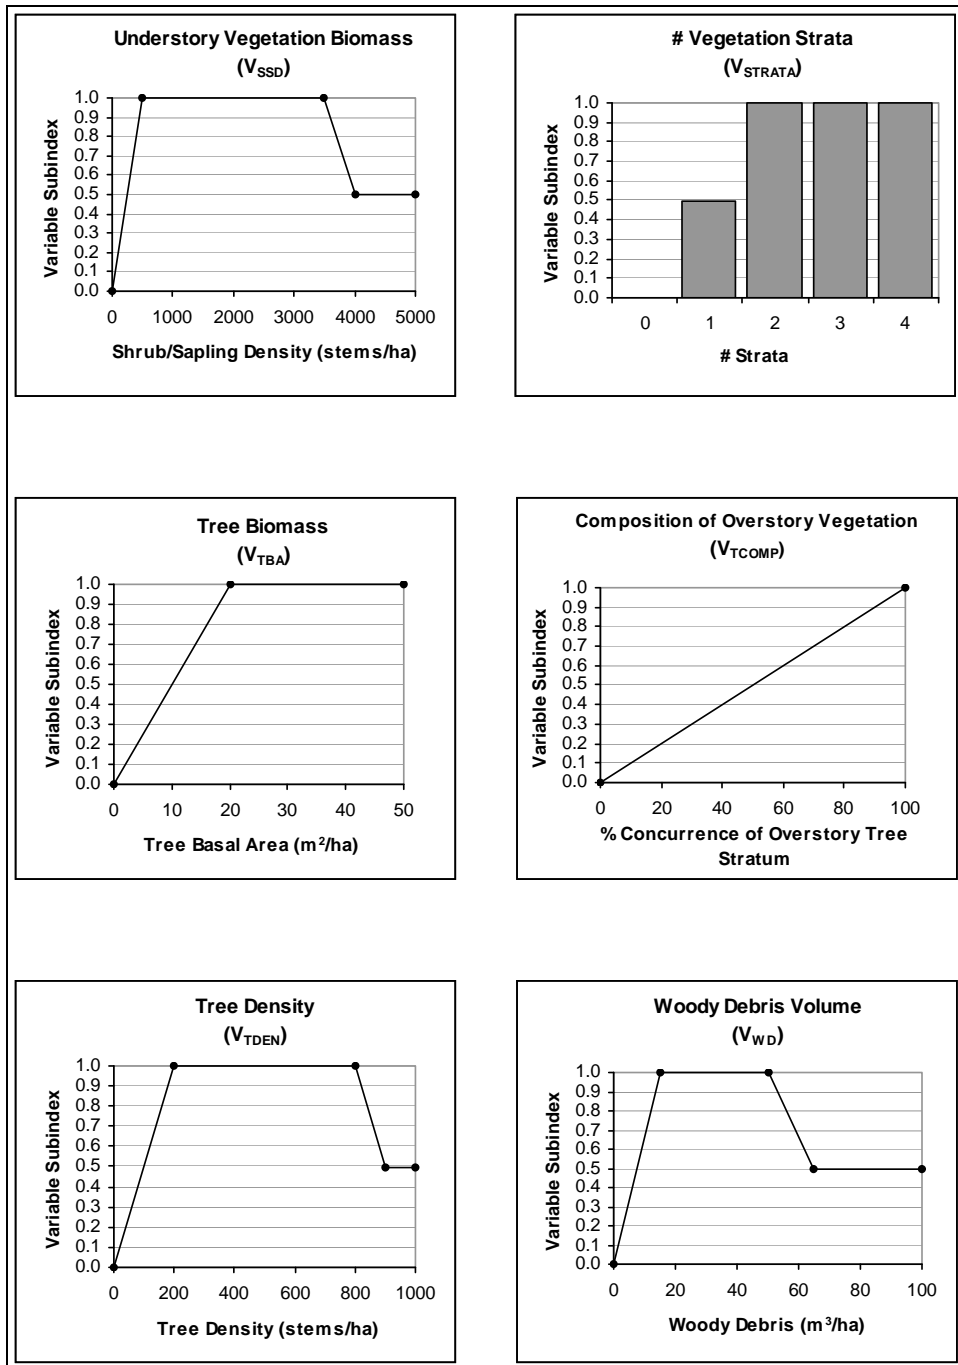 Understory Vegetation Biomass
(VSSD)
1.0
0.9
0.8
0.7
0.6
0.5
0.4
0.3
0.2
0.1
0.0
Variable Subindex
0 1000 2000 3000 4000 5000
Shrub/Sapling Density (stems/ha)
# Vegetation Strata
(VSTRATA)
1.0
0.9
0.8
0.7
0.6
0.5
0.4
0.3
0.2
0.1
0.0
Variable Subindex
0 1 2 3 4
# Strata
Tree Biomass
(VTBA)
1.0
0.9
0.8
0.7
0.6
0.5
0.4
0.3
0.2
0.1
0.0
Variable Subindex
0 10 20 30 40 50
Tree Basal Area (m²/ha)
Composition of Overstory Vegetation
(VTCOMP)
1.0
0.9
0.8
0.7
0.6
0.5
0.4
0.3
0.2
0.1
0.0
Variable Subindex
0 20 40 60 80 100
% Concurrence of Overstory Tree
Stratum
Tree Density
(VTDEN)
1.0
0.9
0.8
0.7
0.6
0.5
0.4
0.3
0.2
0.1
0.0
Variable Subindex
0 200 400 600 800 1000
Tree Density (stems/ha)
Woody Debris Volume
(VWD)
1.0
0.9
0.8
0.7
0.6
0.5
0.4
0.3
0.2
0.1
0.0
Variable Subindex
0 20 40 60 80 100
Woody Debris (m³/ha)